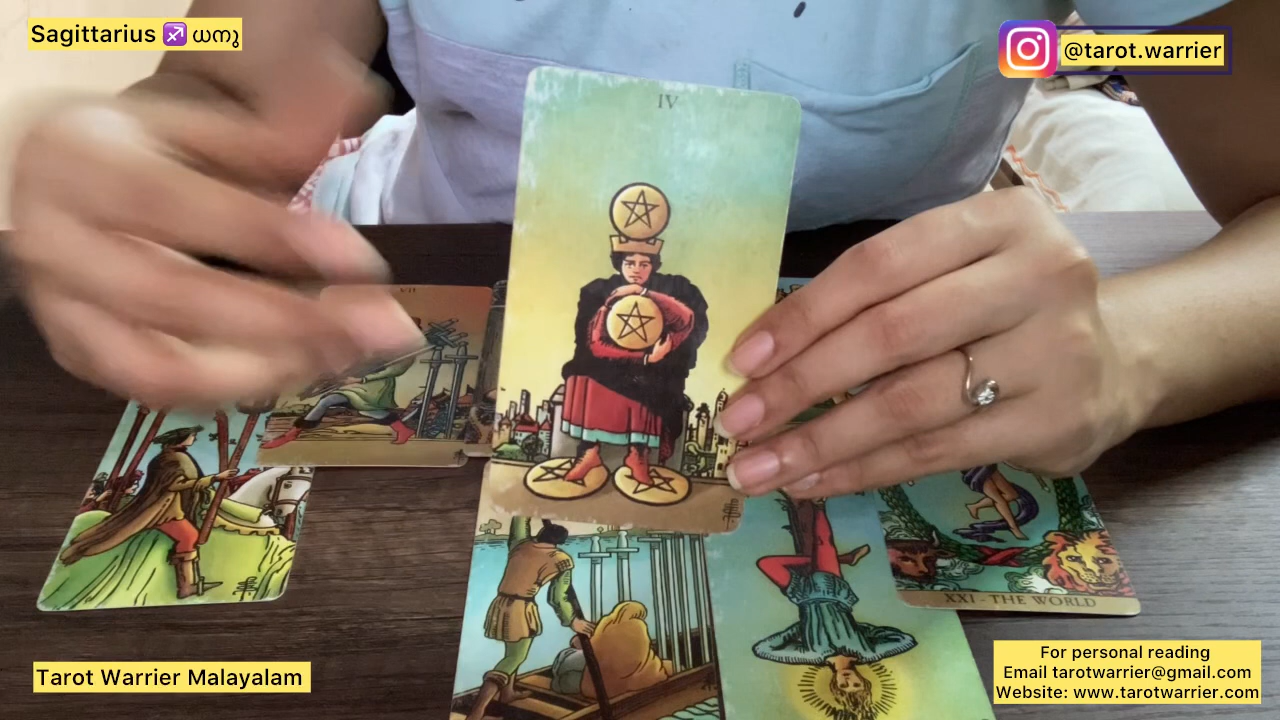 Sagittarius ♐ ധനു
@tarot.warrier
IV
VII
XXI - THE WORLD
Tarot Warrier Malayalam
For personal reading
Email tarotwarrier@gmail.com
Website: www.tarotwarrier.com